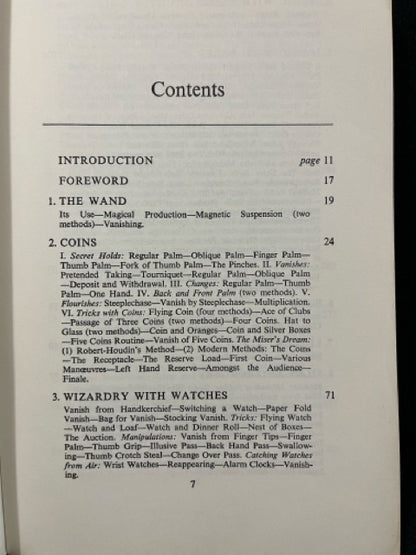 Contents
INTRODUCTION page 11
FOREWORD 17
1. THE WAND 19
Its Use—Magical Production—Magnetic Suspension (two
methods)—Vanishing.
2. COINS 24
I. Secret Holds: Regular Palm—Oblique Palm—Finger Palm—
Thumb Palm—Fork of Thumb Palm—The Pinches. II. Vanishes:
Pretended Taking—Tourniquet—Regular Palm—Oblique Palm
—Deposit and Withdrawal. III. Changes: Regular Palm—Thumb
Palm—One Hand. IV. Back and Front Palm (two methods). V.
Flourishes: Steeplechase—Vanish by Steeplechase—Multiplication.
VI. Tricks with Coins: Flying Coin (four methods)—Ace of Clubs
—Passage of Three Coins (two methods)—Four Coins. Hat to
Glass (two methods)—Coin and Oranges—Coin and Silver Boxes
—Five Coins Routine—Vanish of Five Coins. The Miser's Dream:
(1) Robert-Houdin's Method—(2) Modern Methods: The Coins
—The Receptacle—The Reserve Load—First Coin—Various
Manœuvres—Left Hand Reserve—Amongst the Audience—
Finale.
3. WIZARDRY WITH WATCHES 71
Vanish from Handkerchief—Switching a Watch—Paper Fold
Vanish—Bag for Vanish—Stocking Vanish. Tricks: Flying Watch
—Watch and Loaf—Watch and Dinner Roll—Nest of Boxes—
The Auction. Manipulations: Vanish from Finger Tips—Finger
Palm—Thumb Grip—Illusive Pass—Back Hand Pass—Swallow-
ing—Thumb Crotch Steal—Change Over Pass. Catching Watches
from Air: Wrist Watches—Reappearing—Alarm Clocks—Vanish-
ing.
7